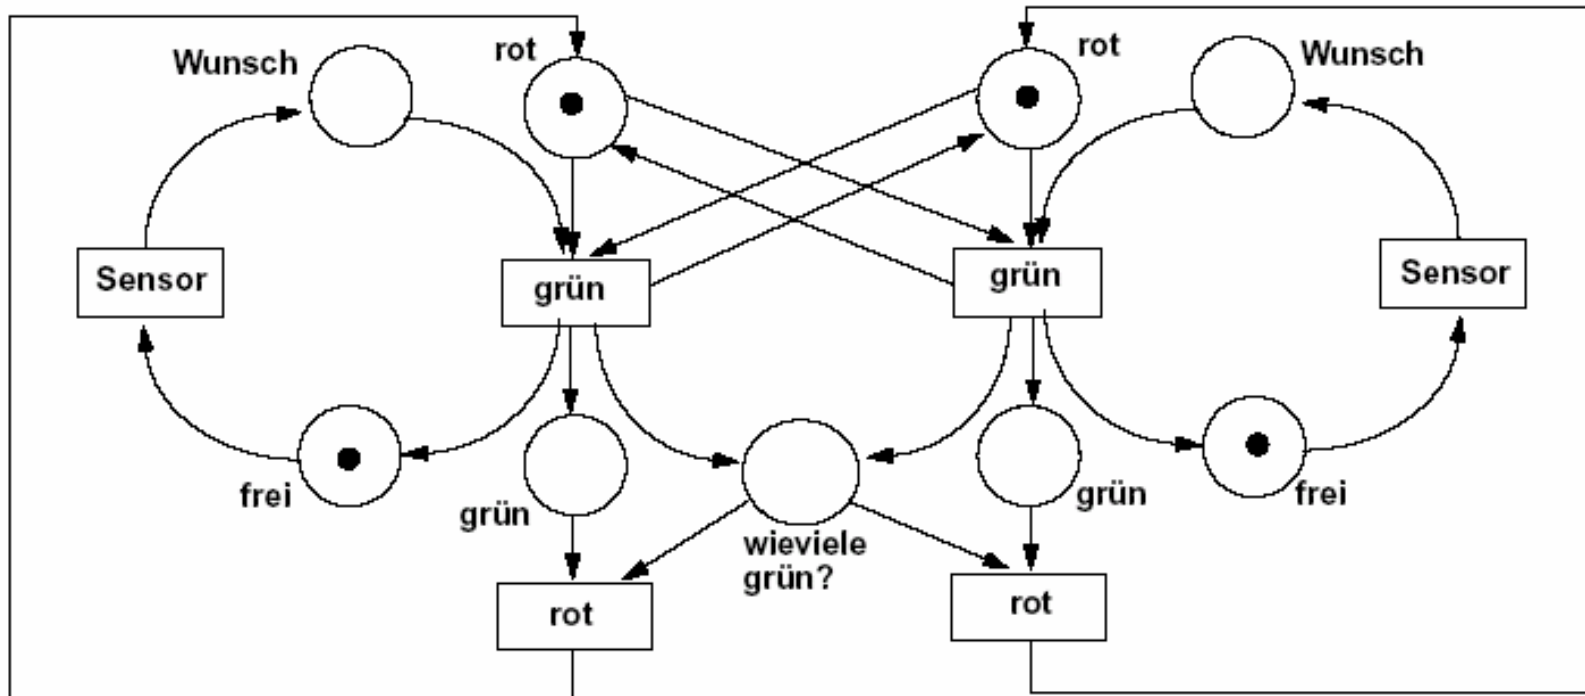 rot
rot
Wunsch
Wunsch
Sensor
grün
grün
Sensor
frei
grün
wieviele
grün?
grün
frei
rot
rot